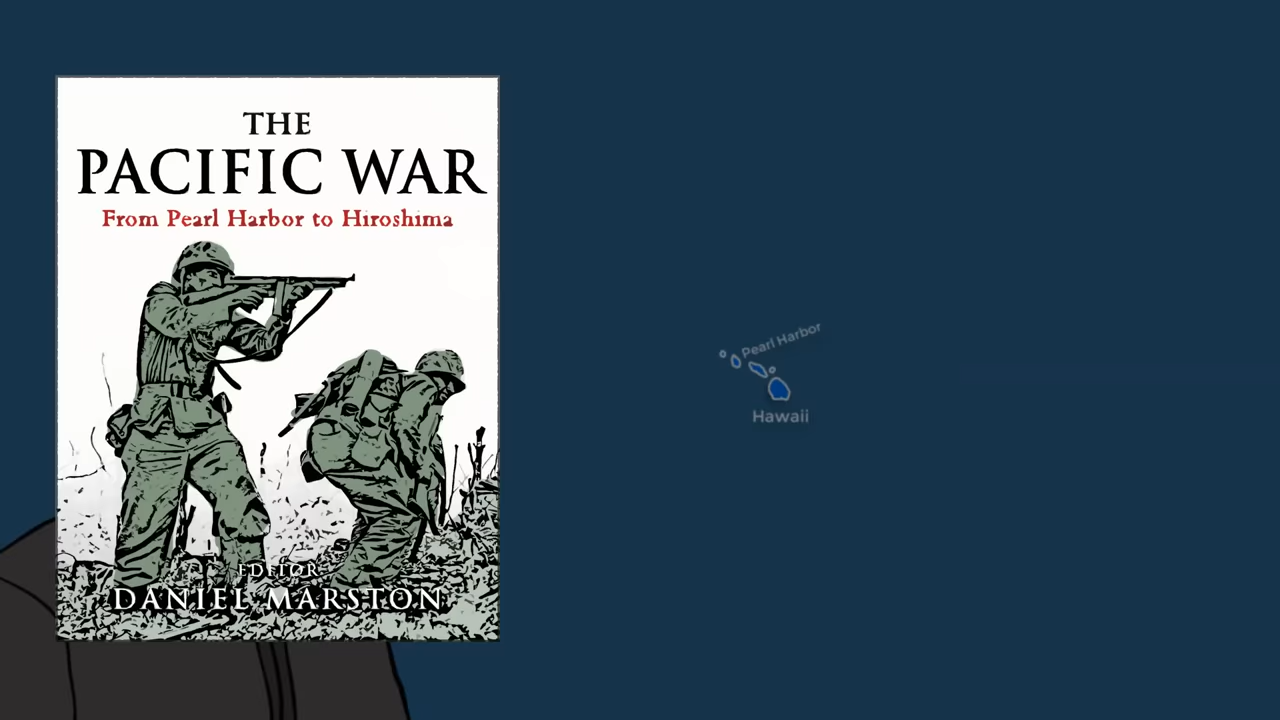 THE
PACIFIC WAR
From Pearl Harbor to Hiroshima
EDITOR
DANIEL MARSTON
Pearl Harbor
Hawaii